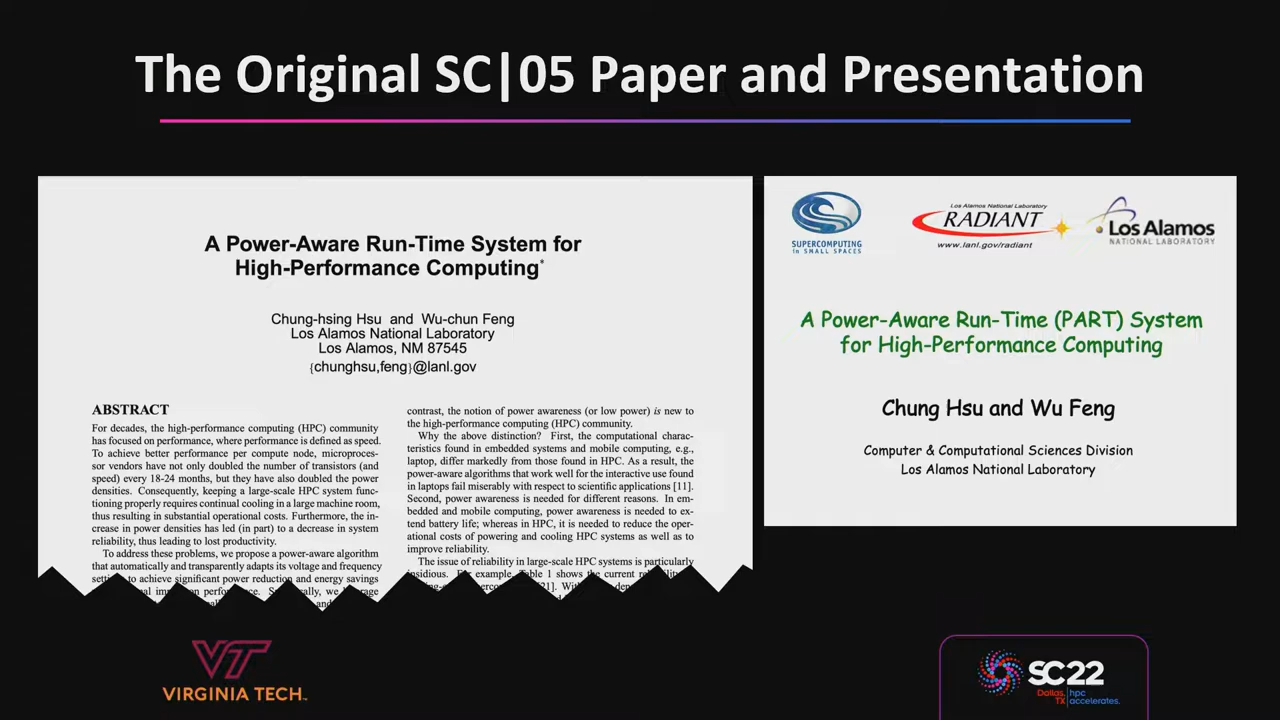 The Original SC|05 Paper and Presentation
A Power-Aware Run-Time System for
High-Performance Computing*
Chung-hsing Hsu and Wu-chun Feng
Los Alamos National Laboratory
Los Alamos, NM 87545
{chunghsu,feng}@lanl.gov
ABSTRACT
For decades, the high-performance computing (HPC) community
has focused on performance, where performance is defined as speed.
To achieve better performance per compute node, microproces-
sor vendors have not only doubled the number of transistors (and
speed) every 18-24 months, but they have also doubled the power
densities. Consequently, keeping a large-scale HPC system func-
tioning properly requires continual cooling in a large machine room,
thus resulting in substantial operational costs. Furthermore, the in-
crease in power densities has led (in part) to a decrease in system
reliability, thus leading to lost productivity.
To address these problems, we propose a power-aware algorithm
that automatically and transparently adapts its voltage and frequency
to achieve significant power reduction and energy savings
performance.
contrast, the notion of power awareness (or low power) is new to
the high-performance computing (HPC) community.
Why the above distinction? First, the computational charac-
teristics found in embedded systems and mobile computing, e.g.,
laptop, differ markedly from those found in HPC. As a result, the
power-aware algorithms that work well for the interactive use found
in laptops fail miserably with respect to scientific applications [11].
Second, power awareness is needed for different reasons. In em-
bedded and mobile computing, power awareness is needed to ex-
tend battery life; whereas in HPC, it is needed to reduce the oper-
ational costs of powering and cooling HPC systems as well as to
improve reliability.
The issue of reliability in large-scale HPC systems is particularly
insidious. For example, Table 1 shows the current
SUPERCOMPUTING
in SMALL SPACES
Los Alamos National Laboratory
RADIANT
www.lanl.gov/radiant
Los Alamos
NATIONAL LABORATORY
A Power-Aware Run-Time (PART) System
for High-Performance Computing
Chung Hsu and Wu Feng
Computer & Computational Sciences Division
Los Alamos National Laboratory
VT
VIRGINIA TECH.
SC22
Dallas, TX
hpc accelerates.